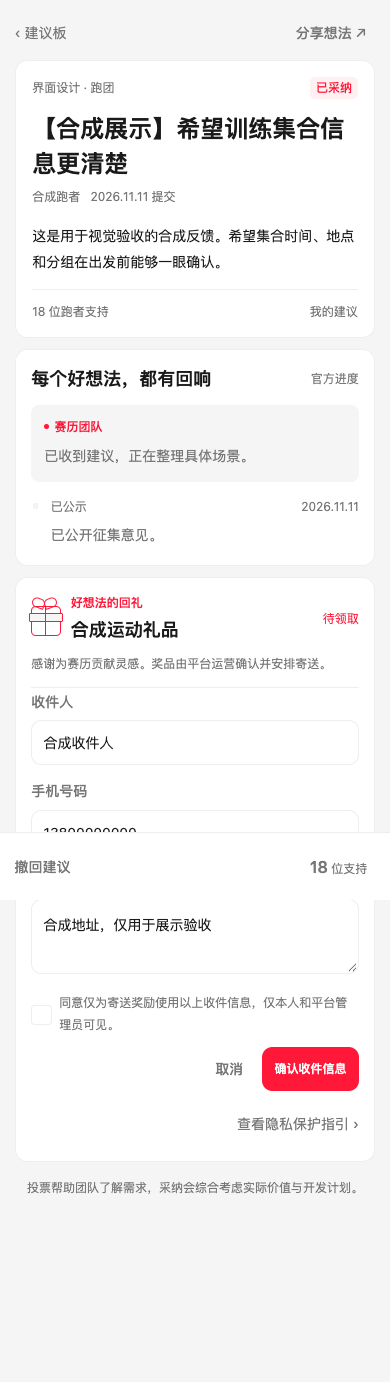 ‹ 建议板
分享想法 ↗
界面设计 · 跑团
已采纳
【合成展示】希望训练集合信
息更清楚
合成跑者 2026.11.11 提交
这是用于视觉验收的合成反馈。希望集合时间、地点
和分组在出发前能够一眼确认。
18 位跑者支持
我的建议
每个好想法，都有回响
官方进度
赛历团队
已收到建议，正在整理具体场景。
已公示
2026.11.11
已公开征集意见。
好想法的回礼
合成运动礼品
待领取
感谢为赛历贡献灵感。奖品由平台运营确认并安排寄送。
收件人
合成收件人
手机号码
撤回建议
18 位支持
合成地址，仅用于展示验收
同意仅为寄送奖励使用以上收件信息，仅本人和平台管
理员可见。
取消
确认收件信息
查看隐私保护指引 ›
投票帮助团队了解需求，采纳会综合考虑实际价值与开发计划。